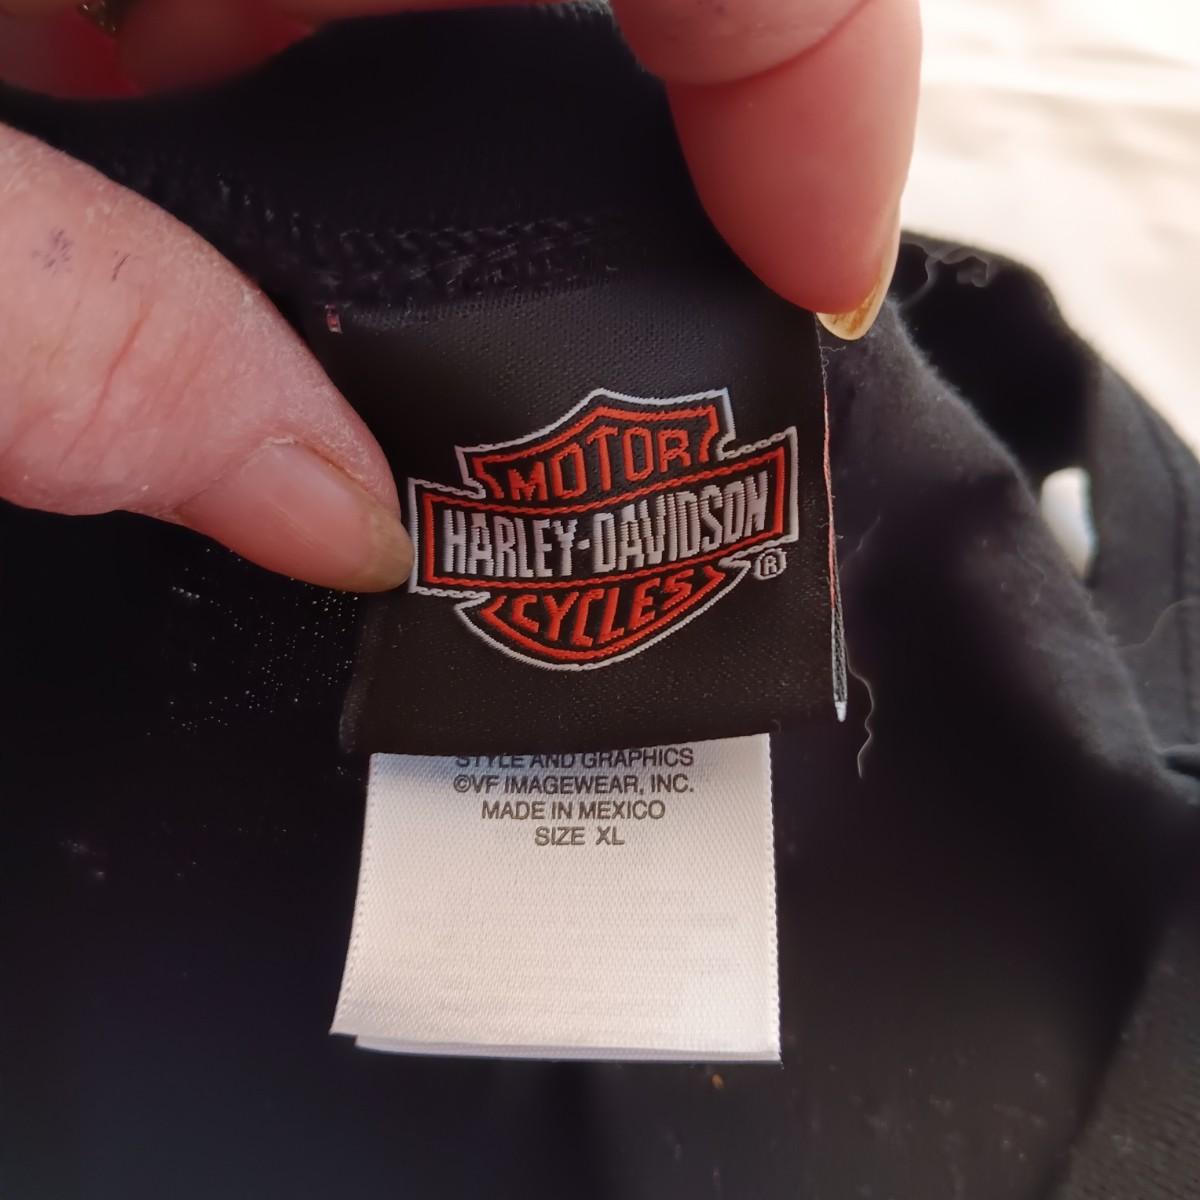 MOTOR
HARLEY-DAVIDSON
CYCLES
®
STYLE AND GRAPHICS
©VF IMAGEWEAR, INC.
MADE IN MEXICO
SIZE XL